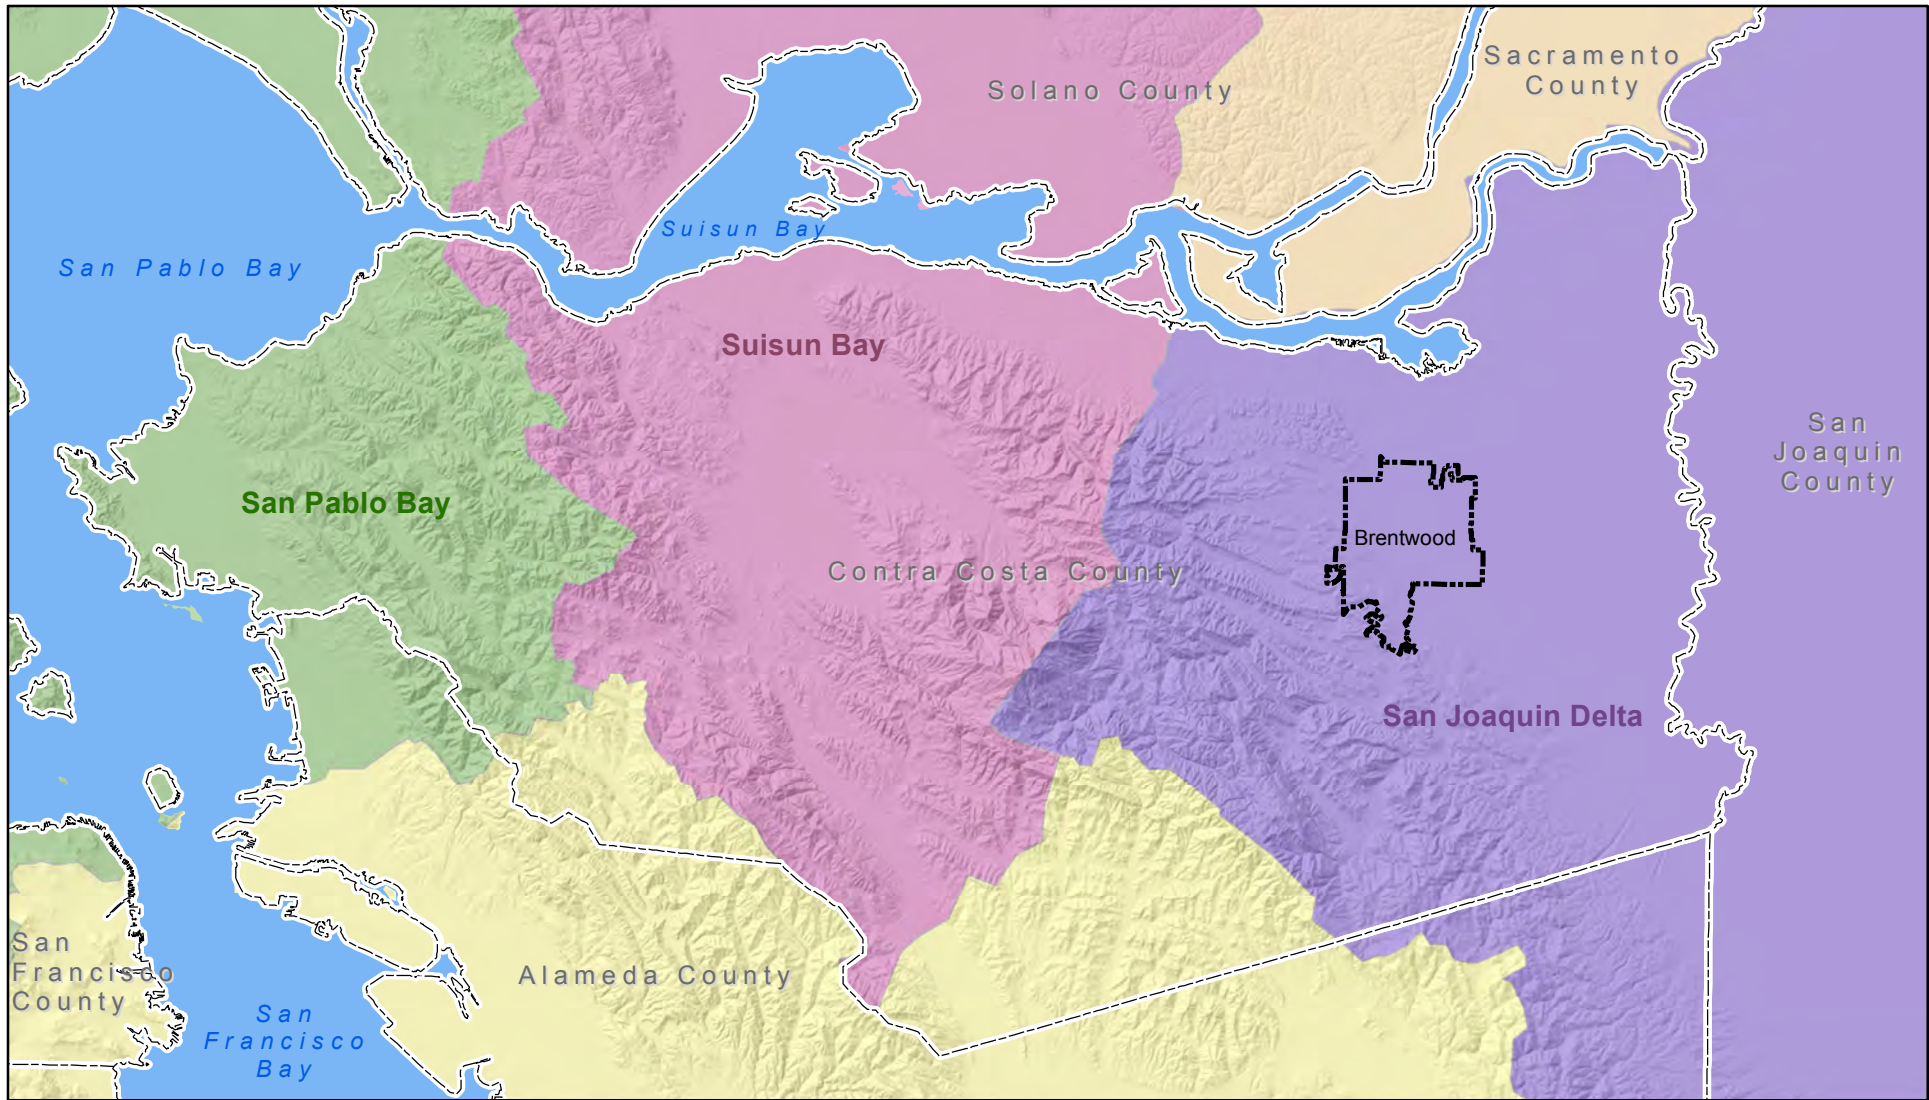 Sacramento
County
Solano County
Suisun Bay
San Pablo Bay
Suisun Bay
San
Joaquin
County
San Pablo Bay
Brentwood
Contra Costa County
San Joaquin Delta
San
Francisco
County
Alameda County
San
Francisco
Bay